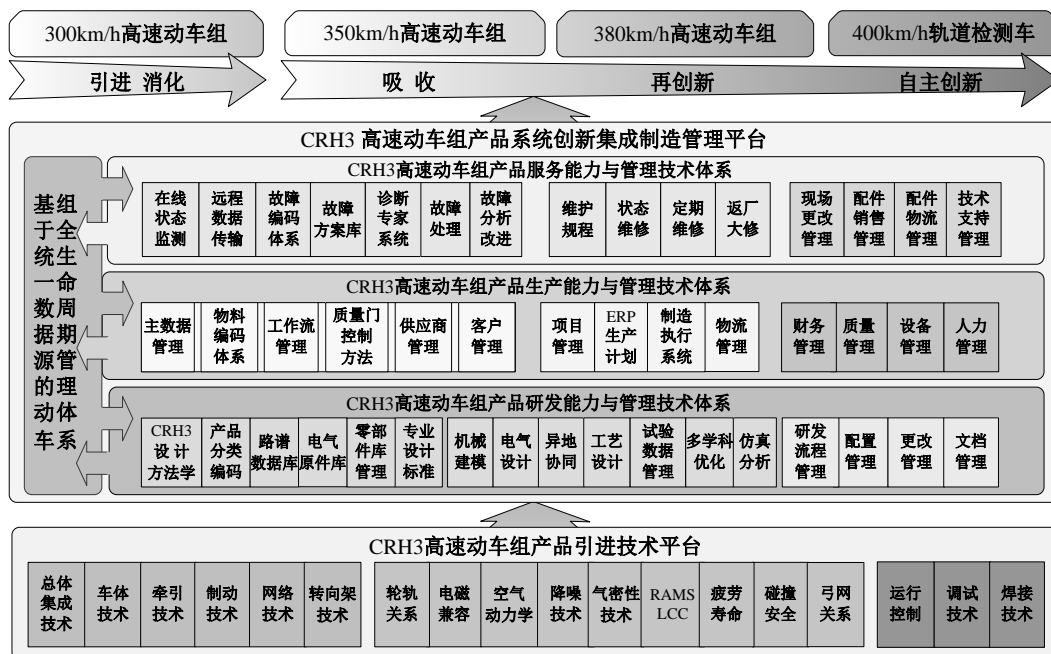 300km/h高速动车组
350km/h高速动车组
380km/h高速动车组
400km/h轨道检测车
引进 消化
吸 收
再创新
自主创新
CRH3 高速动车组产品系统创新集成制造管理平台
基于统一数据源的动车
组全生命周期管理体系
CRH3高速动车组产品服务能力与管理技术体系
在线
状态
监测
远程
数据
传输
故障
编码
体系
故障
方案库
诊断
专家
系统
故障
处理
故障
分析
改进
维护
规程
状态
维修
定期
维修
返厂
大修
现场
更改
管理
配件
销售
管理
配件
物流
管理
技术
支持
管理
CRH3高速动车组产品生产能力与管理技术体系
主数据
管理
物料
编码
体系
工作流
管理
质量门
控制
方法
供应商
管理
客户
管理
项目
管理
ERP
生产
计划
制造
执行
系统
物流
管理
财务
管理
质量
管理
设备
管理
人力
管理
CRH3高速动车组产品研发能力与管理技术体系
CRH3
设 计
方法学
产品
分类
编码
路谱
数据库
电气
原件库
零部
件库
管理
专业
设计
标准
机械
建模
电气
设计
异地
协同
工艺
设计
试验
数据
管理
多学科
优化
仿真
分析
研发
流程
管理
配置
管理
更改
管理
文档
管理
CRH3高速动车组产品引进技术平台
总体
集成
技术
车体
技术
牵引
技术
制动
技术
网络
技术
转向架
技术
轮轨
关系
电磁
兼容
空气
动力学
降噪
技术
气密性
技术
RAMS
LCC
疲劳
寿命
碰撞
安全
弓网
关系
运行
控制
调试
技术
焊接
技术